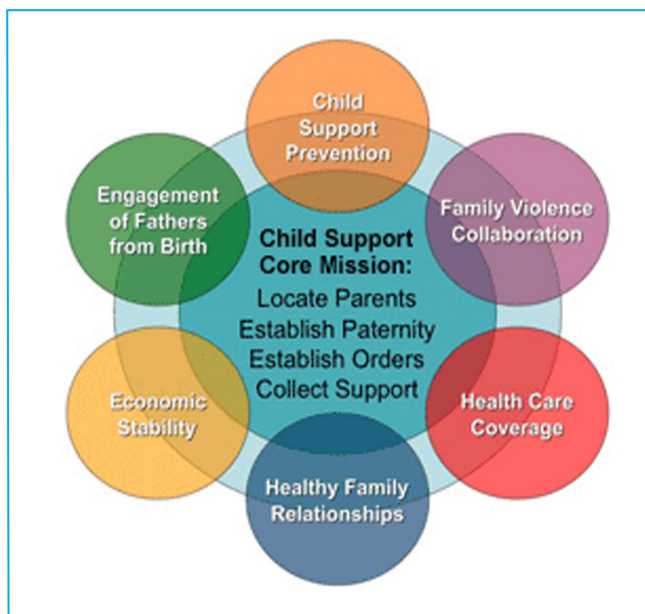 Child
Support
Prevention
Engagement
of Fathers
from Birth
Family Violence
Collaboration
Child Support
Core Mission:
Locate Parents
Establish Paternity
Establish Orders
Collect Support
Economic
Stability
Health Care
Coverage
Healthy Family
Relationships